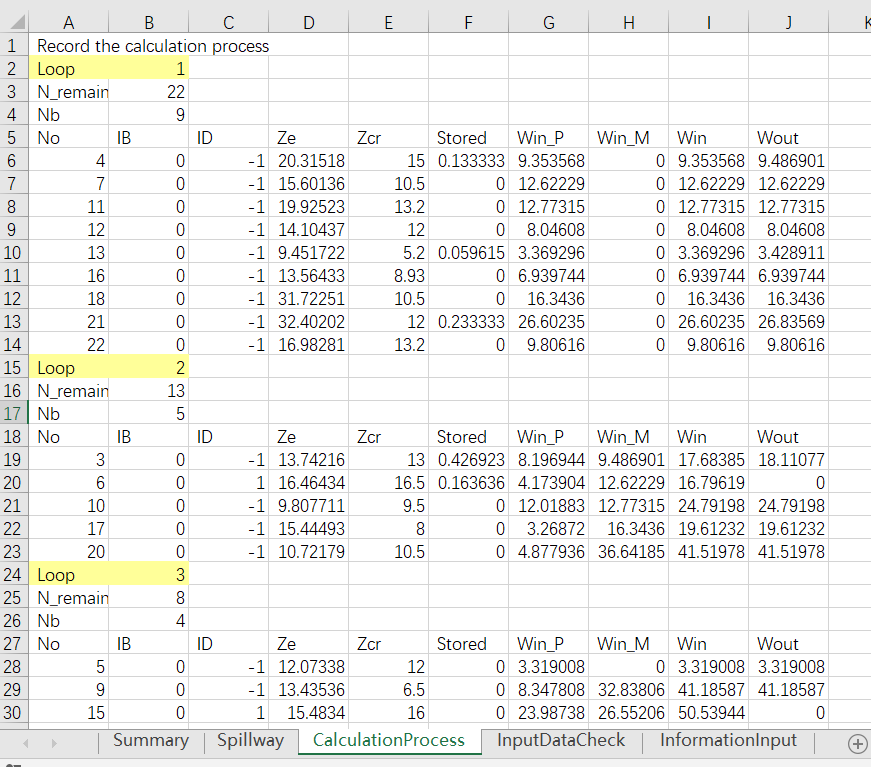 A B C D E F G H I J K
1 Record the calculation process
2 Loop 1
3 N_remain 22
4 Nb 9
5 No IB ID Ze Zcr Stored Win_P Win_M Win Wout
6 4 0 -1 20.31518 15 0.133333 9.353568 0 9.353568 9.486901
7 7 0 -1 15.60136 10.5 0 12.62229 0 12.62229 12.62229
8 11 0 -1 19.92523 13.2 0 12.77315 0 12.77315 12.77315
9 12 0 -1 14.10437 12 0 8.04608 0 8.04608 8.04608
10 13 0 -1 9.451722 5.2 0.059615 3.369296 0 3.369296 3.428911
11 16 0 -1 13.56433 8.93 0 6.939744 0 6.939744 6.939744
12 18 0 -1 31.72251 10.5 0 16.3436 0 16.3436 16.3436
13 21 0 -1 32.40202 12 0.233333 26.60235 0 26.60235 26.83569
14 22 0 -1 16.98281 13.2 0 9.80616 0 9.80616 9.80616
15 Loop 2
16 N_remain 13
17 Nb 5
18 No IB ID Ze Zcr Stored Win_P Win_M Win Wout
19 3 0 -1 13.74216 13 0.426923 8.196944 9.486901 17.68385 18.11077
20 6 0 1 16.46434 16.5 0.163636 4.173904 12.62229 16.79619 0
21 10 0 -1 9.807711 9.5 0 12.01883 12.77315 24.79198 24.79198
22 17 0 -1 15.44493 8 0 3.26872 16.3436 19.61232 19.61232
23 20 0 -1 10.72179 10.5 0 4.877936 36.64185 41.51978 41.51978
24 Loop 3
25 N_remain 8
26 Nb 4
27 No IB ID Ze Zcr Stored Win_P Win_M Win Wout
28 5 0 -1 12.07338 12 0 3.319008 0 3.319008 3.319008
29 9 0 -1 13.43536 6.5 0 8.347808 32.83806 41.18587 41.18587
30 15 0 1 15.4834 16 0 23.98738 26.55206 50.53944 0
Summary Spillway CalculationProcess InputDataCheck InformationInput